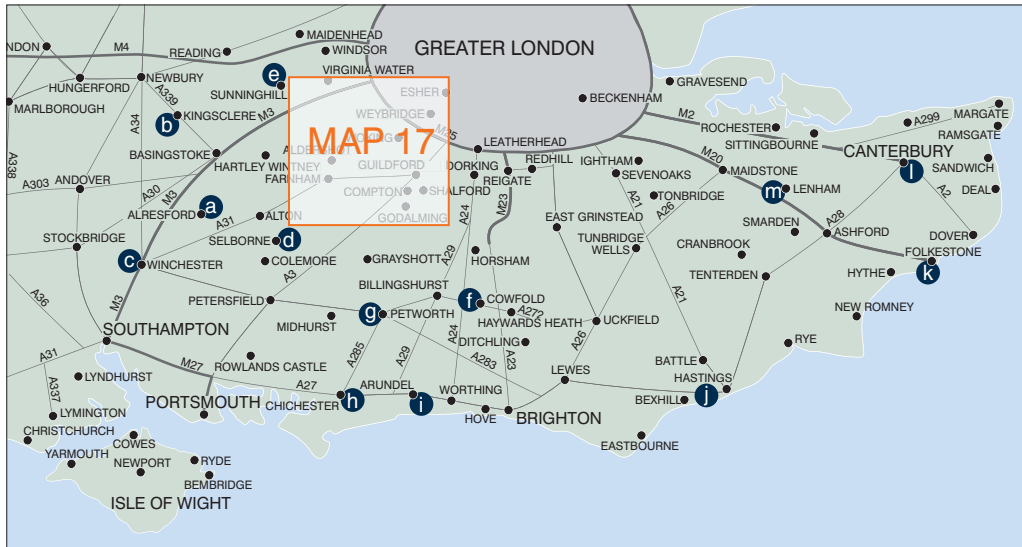 MAIDENHEAD
GREATER LONDON
NDON
M4
READING
WINDSOR
HUNGERFORD
NEWBURY
e
VIRGINIA WATER
GRAVESEND
MARLBOROUGH
A339
SUNNINGHILL
M3
ESHER
BECKENHAM
M2
MARGATE
A34
b
KINGSCLERE
WEYBRIDGE
ROCHESTER
A299
RAMSGATE
MAP 17
OKING
M25
LEATHERHEAD
SITTINGBOURNE
CANTERBURY
BASINGSTOKE
HARTLEY WINTNEY
ALDERSHO
GUILDFORD
DORKING
REDHILL
IGHTHAM
M20
SANDWICH
A338
A303
ANDOVER
A30
M3
FARNHAM
REIGATE
SEVENOAKS
MAIDSTONE
l
a
COMPTON
SHALFORD
A24
M23
A21
TONBRIDGE
m
LENHAM
A2
DEAL
ALRESFORD
A31
ALTON
GODALMING
A26
STOCKBRIDGE
SELBORNE
d
A29
EAST GRINSTEAD
SMARDEN
A28
ASHFORD
DOVER
c
WINCHESTER
COLEMORE
GRAYSHOTT
HORSHAM
TUNBRIDGE
WELLS
CRANBROOK
FOLKESTONE
A3
TENTERDEN
HYTHE
k
A36
M3
PETERSFIELD
BILLINGSHURST
f
COWFOLD
A21
NEW ROMNEY
SOUTHAMPTON
MIDHURST
g
PETWORTH
A24
A272
HAYWARDS HEATH
UCKFIELD
A31
M27
ROWLANDS CASTLE
A285
A29
A283
DITCHLING
A23
A26
BATTLE
RYE
A337
LYNDHURST
A27
ARUNDEL
WORTHING
LEWES
HASTINGS
PORTSMOUTH
CHICHESTER
h
i
HOVE
BRIGHTON
BEXHILL
j
LYMINGTON
CHRISTCHURCH
COWES
EASTBOURNE
YARMOUTH
NEWPORT
RYDE
BEMBRIDGE
ISLE OF WIGHT